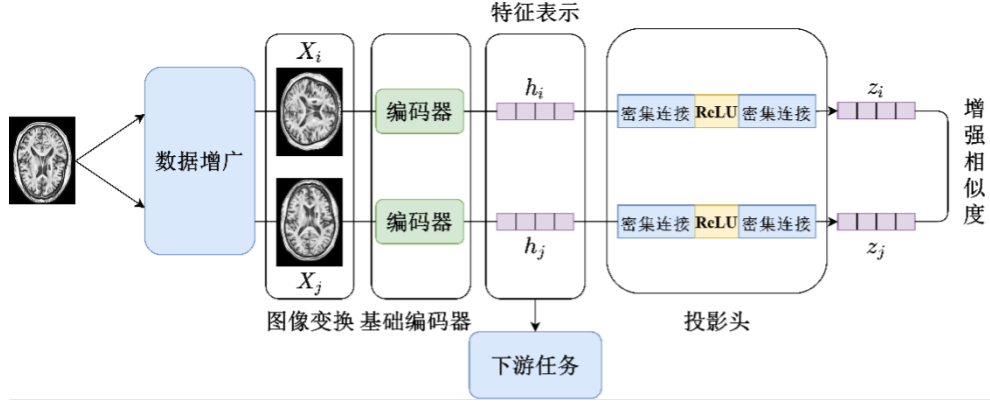 特征表示
X_i
h_i
z_i
编码器
密集连接 ReLU 密集连接
数据增广
增强相似度
编码器
密集连接 ReLU 密集连接
X_j
h_j
z_j
图像变换
基础编码器
投影头
下游任务